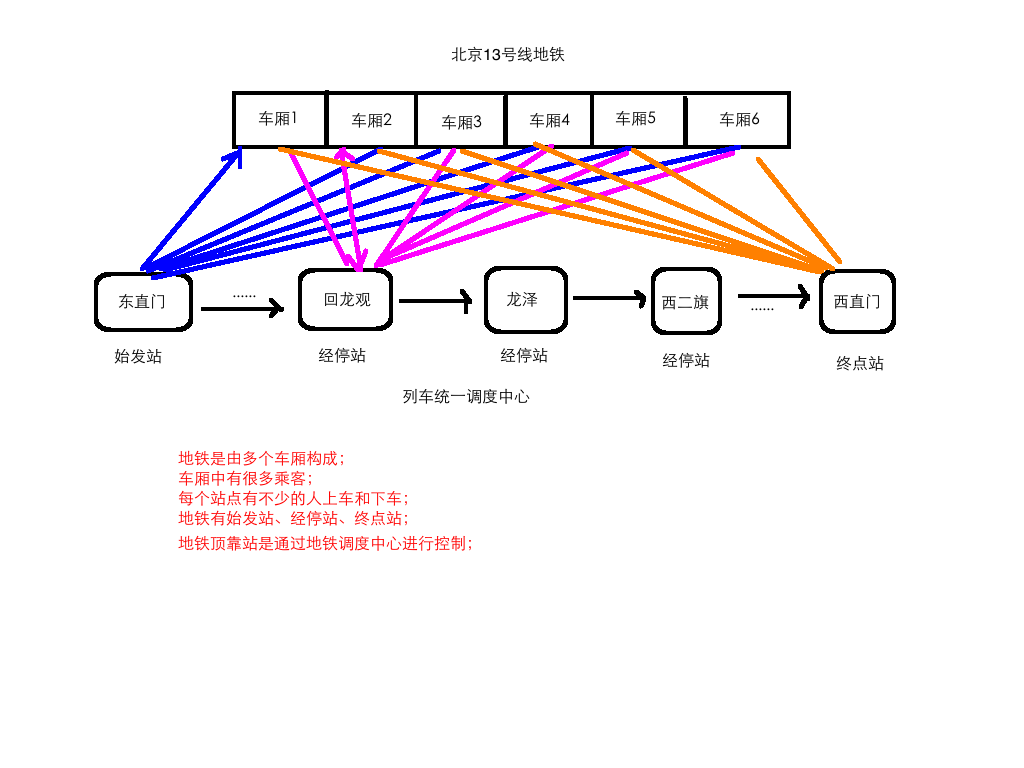 北京13号线地铁
车厢1 车厢2 车厢3 车厢4 车厢5 车厢6
东直门 …… 回龙观 龙泽 西二旗 …… 西直门
始发站 经停站 经停站 经停站 终点站
列车统一调度中心
地铁是由多个车厢构成；
车厢中有很多乘客；
每个站点有不少的人上车和下车；
地铁有始发站、经停站、终点站；
地铁顶靠站是通过地铁调度中心进行控制；